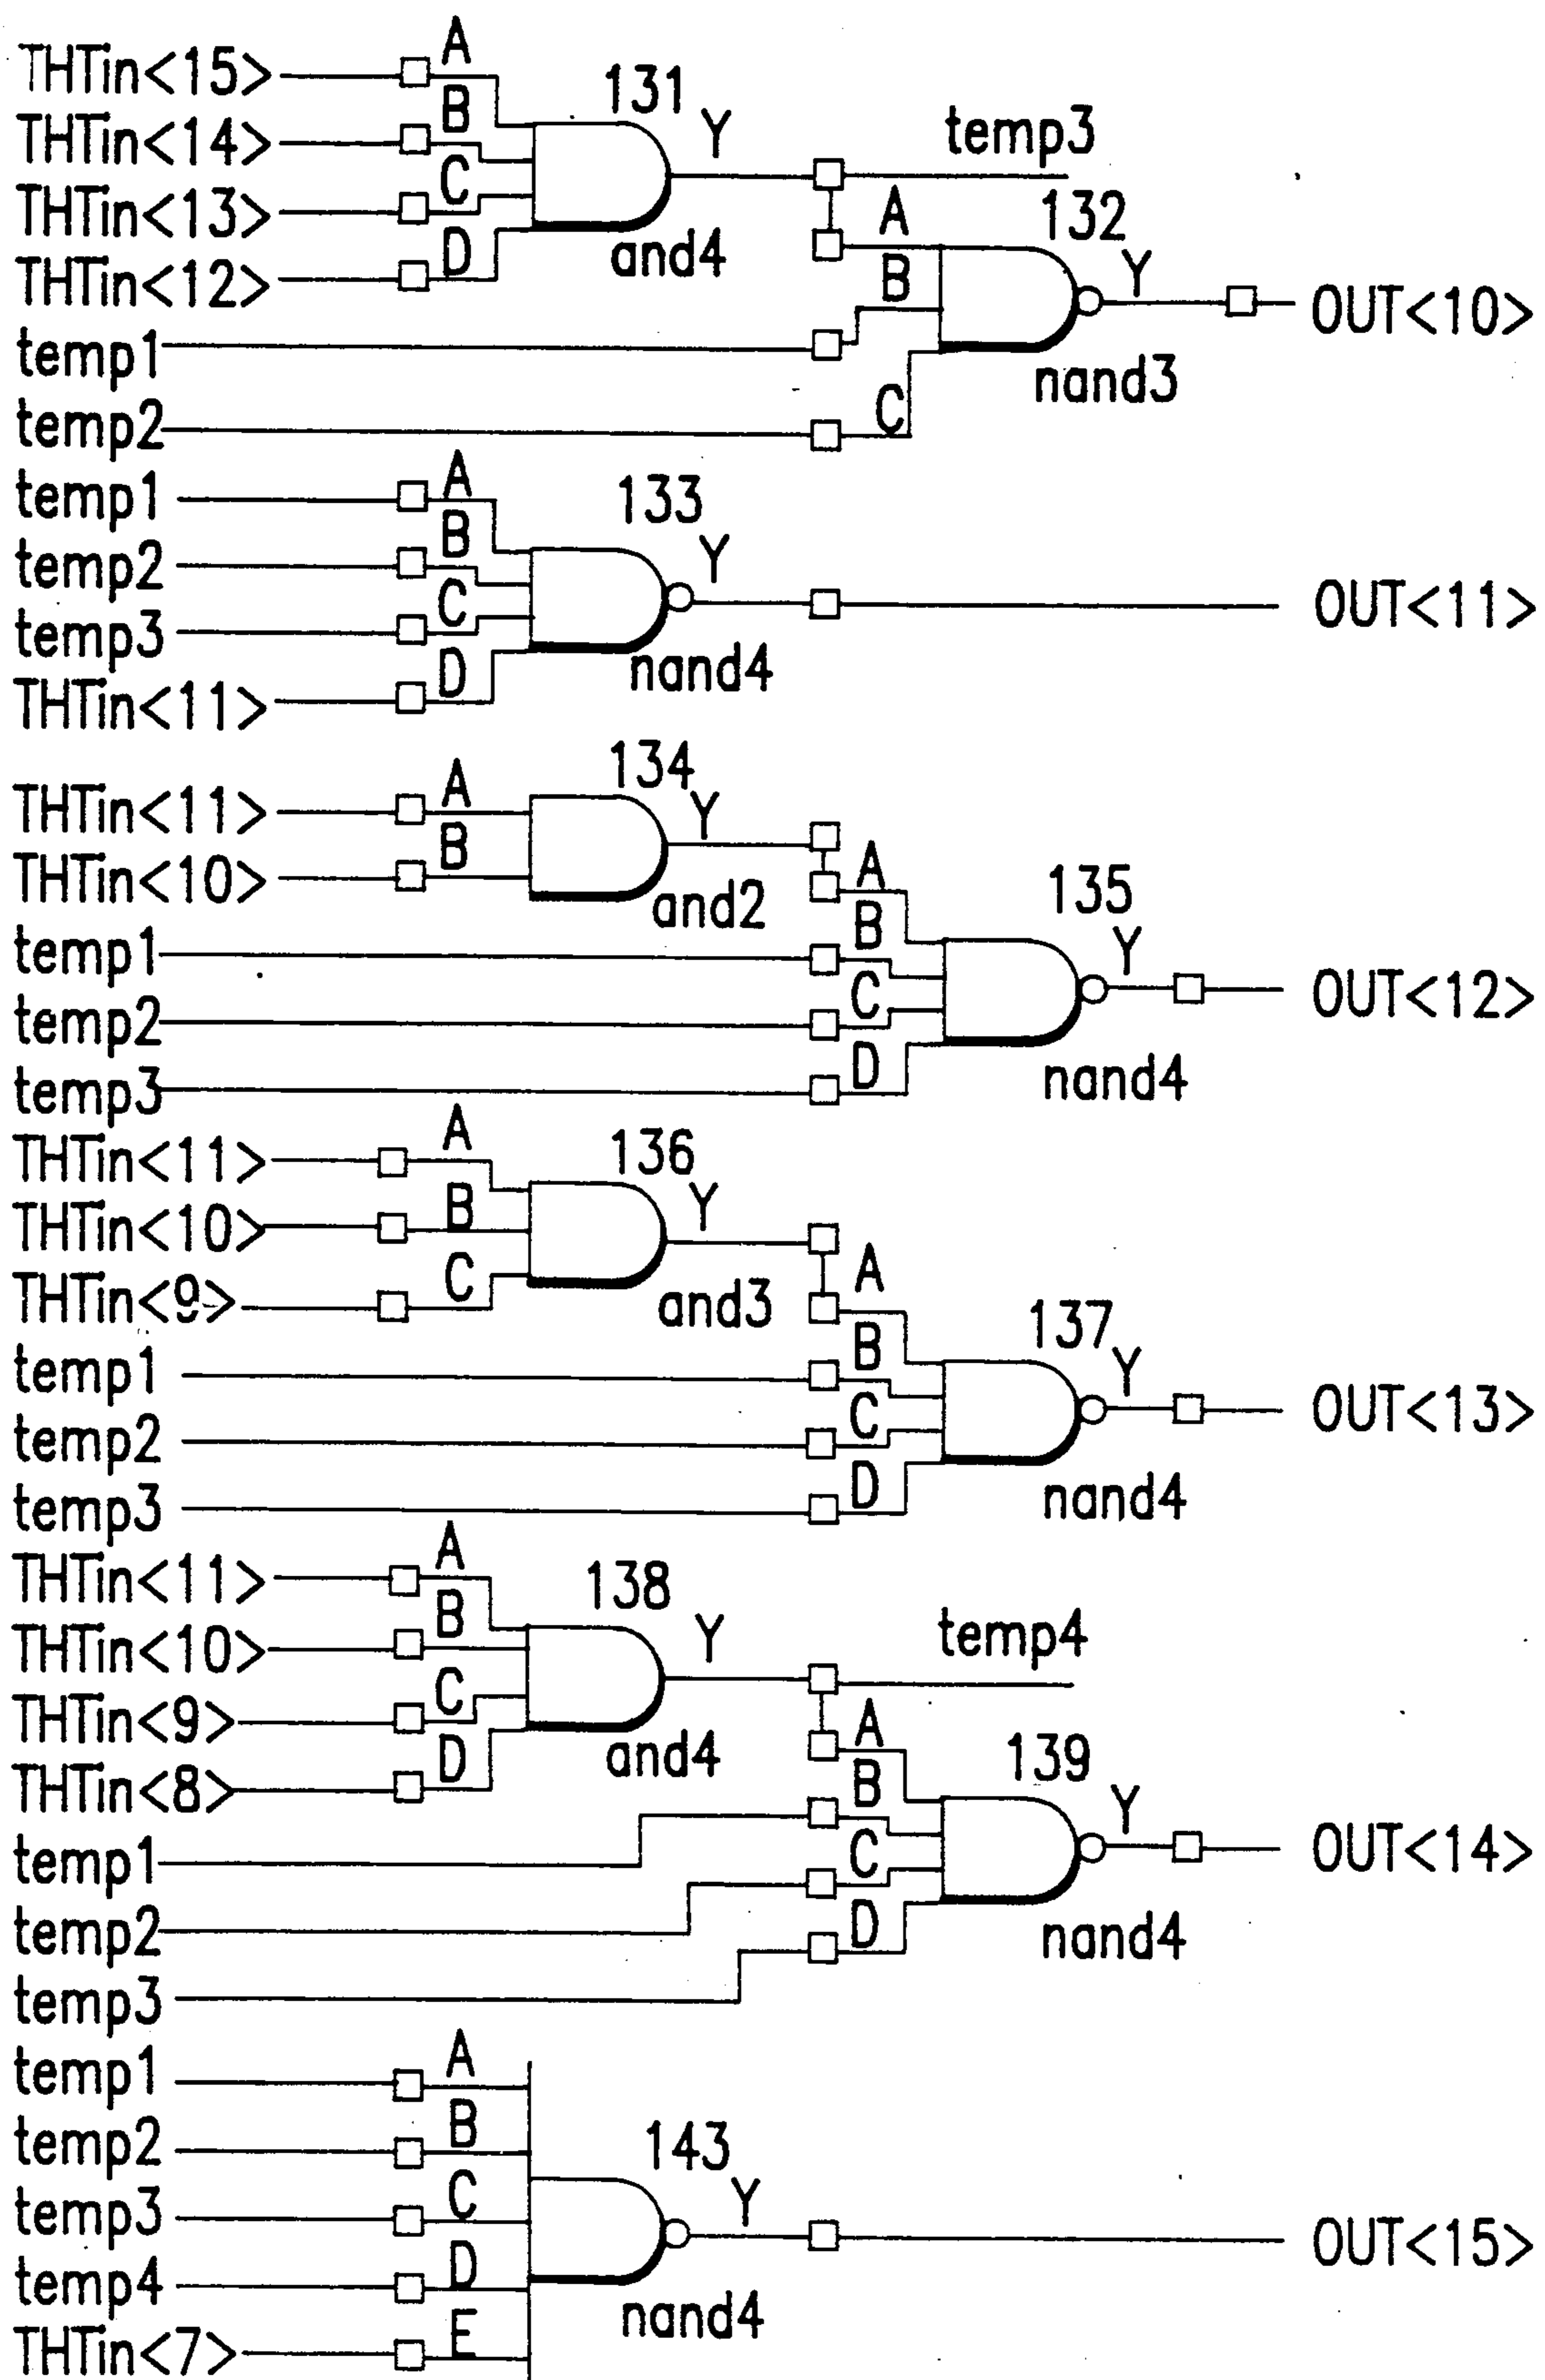 THTin<15> A
131
B Y
THTin<14> temp3
C
THTin<13> A 132
D and4 B Y
THTin<12> OUT<10>
temp1 nand3
C
temp2
temp1 A 133
B Y
temp2
C OUT<11>
temp3
D nand4
THTin<11>
134
THTin<11> A Y
B
THTin<10> and2 A 135
B Y
temp1
C OUT<12>
temp2
D nand4
temp3
THTin<11> A 136
THTin<10> B Y
C A
THTin<9> and3
B 137
temp1 Y
C OUT<13>
temp2
D nand4
temp3
THTin<11> A 138
B Y
THTin<10> temp4
C A
THTin<9>
D and4 B 139
THTin<8> Y
C
temp1 OUT<14>
D
temp2 nand4
temp3
temp1 A
B
temp2 143
C Y
temp3
D OUT<15>
temp4
E nand4
THTin<7>